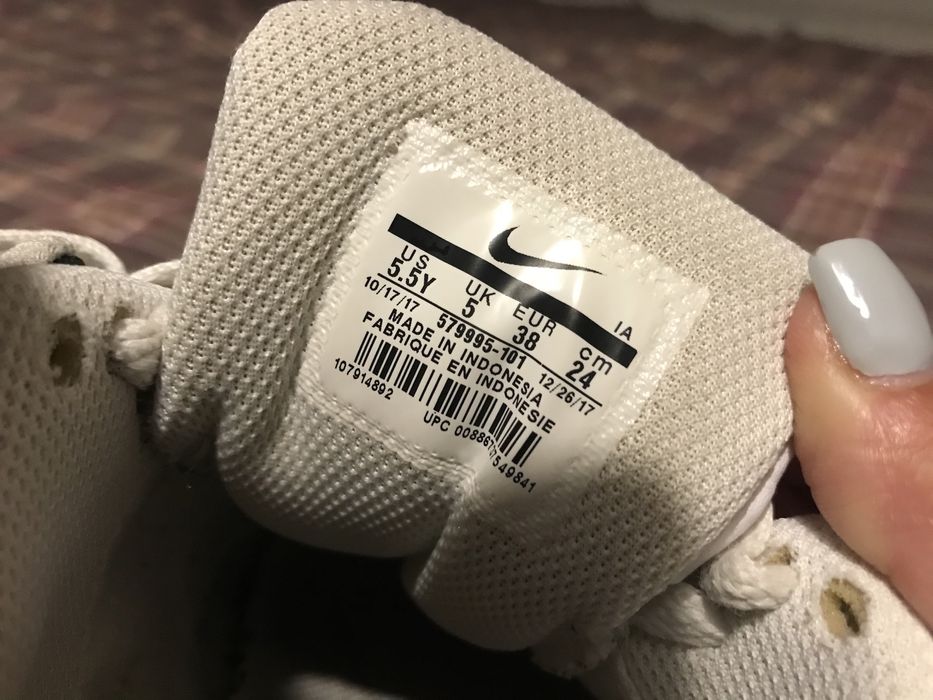 IA
US UK EUR cm
5.5Y 5 38 24
10/17/17 579995-101 12/26/17
MADE IN INDONESIA
FABRIQUE EN INDONESIE
107914892
UPC